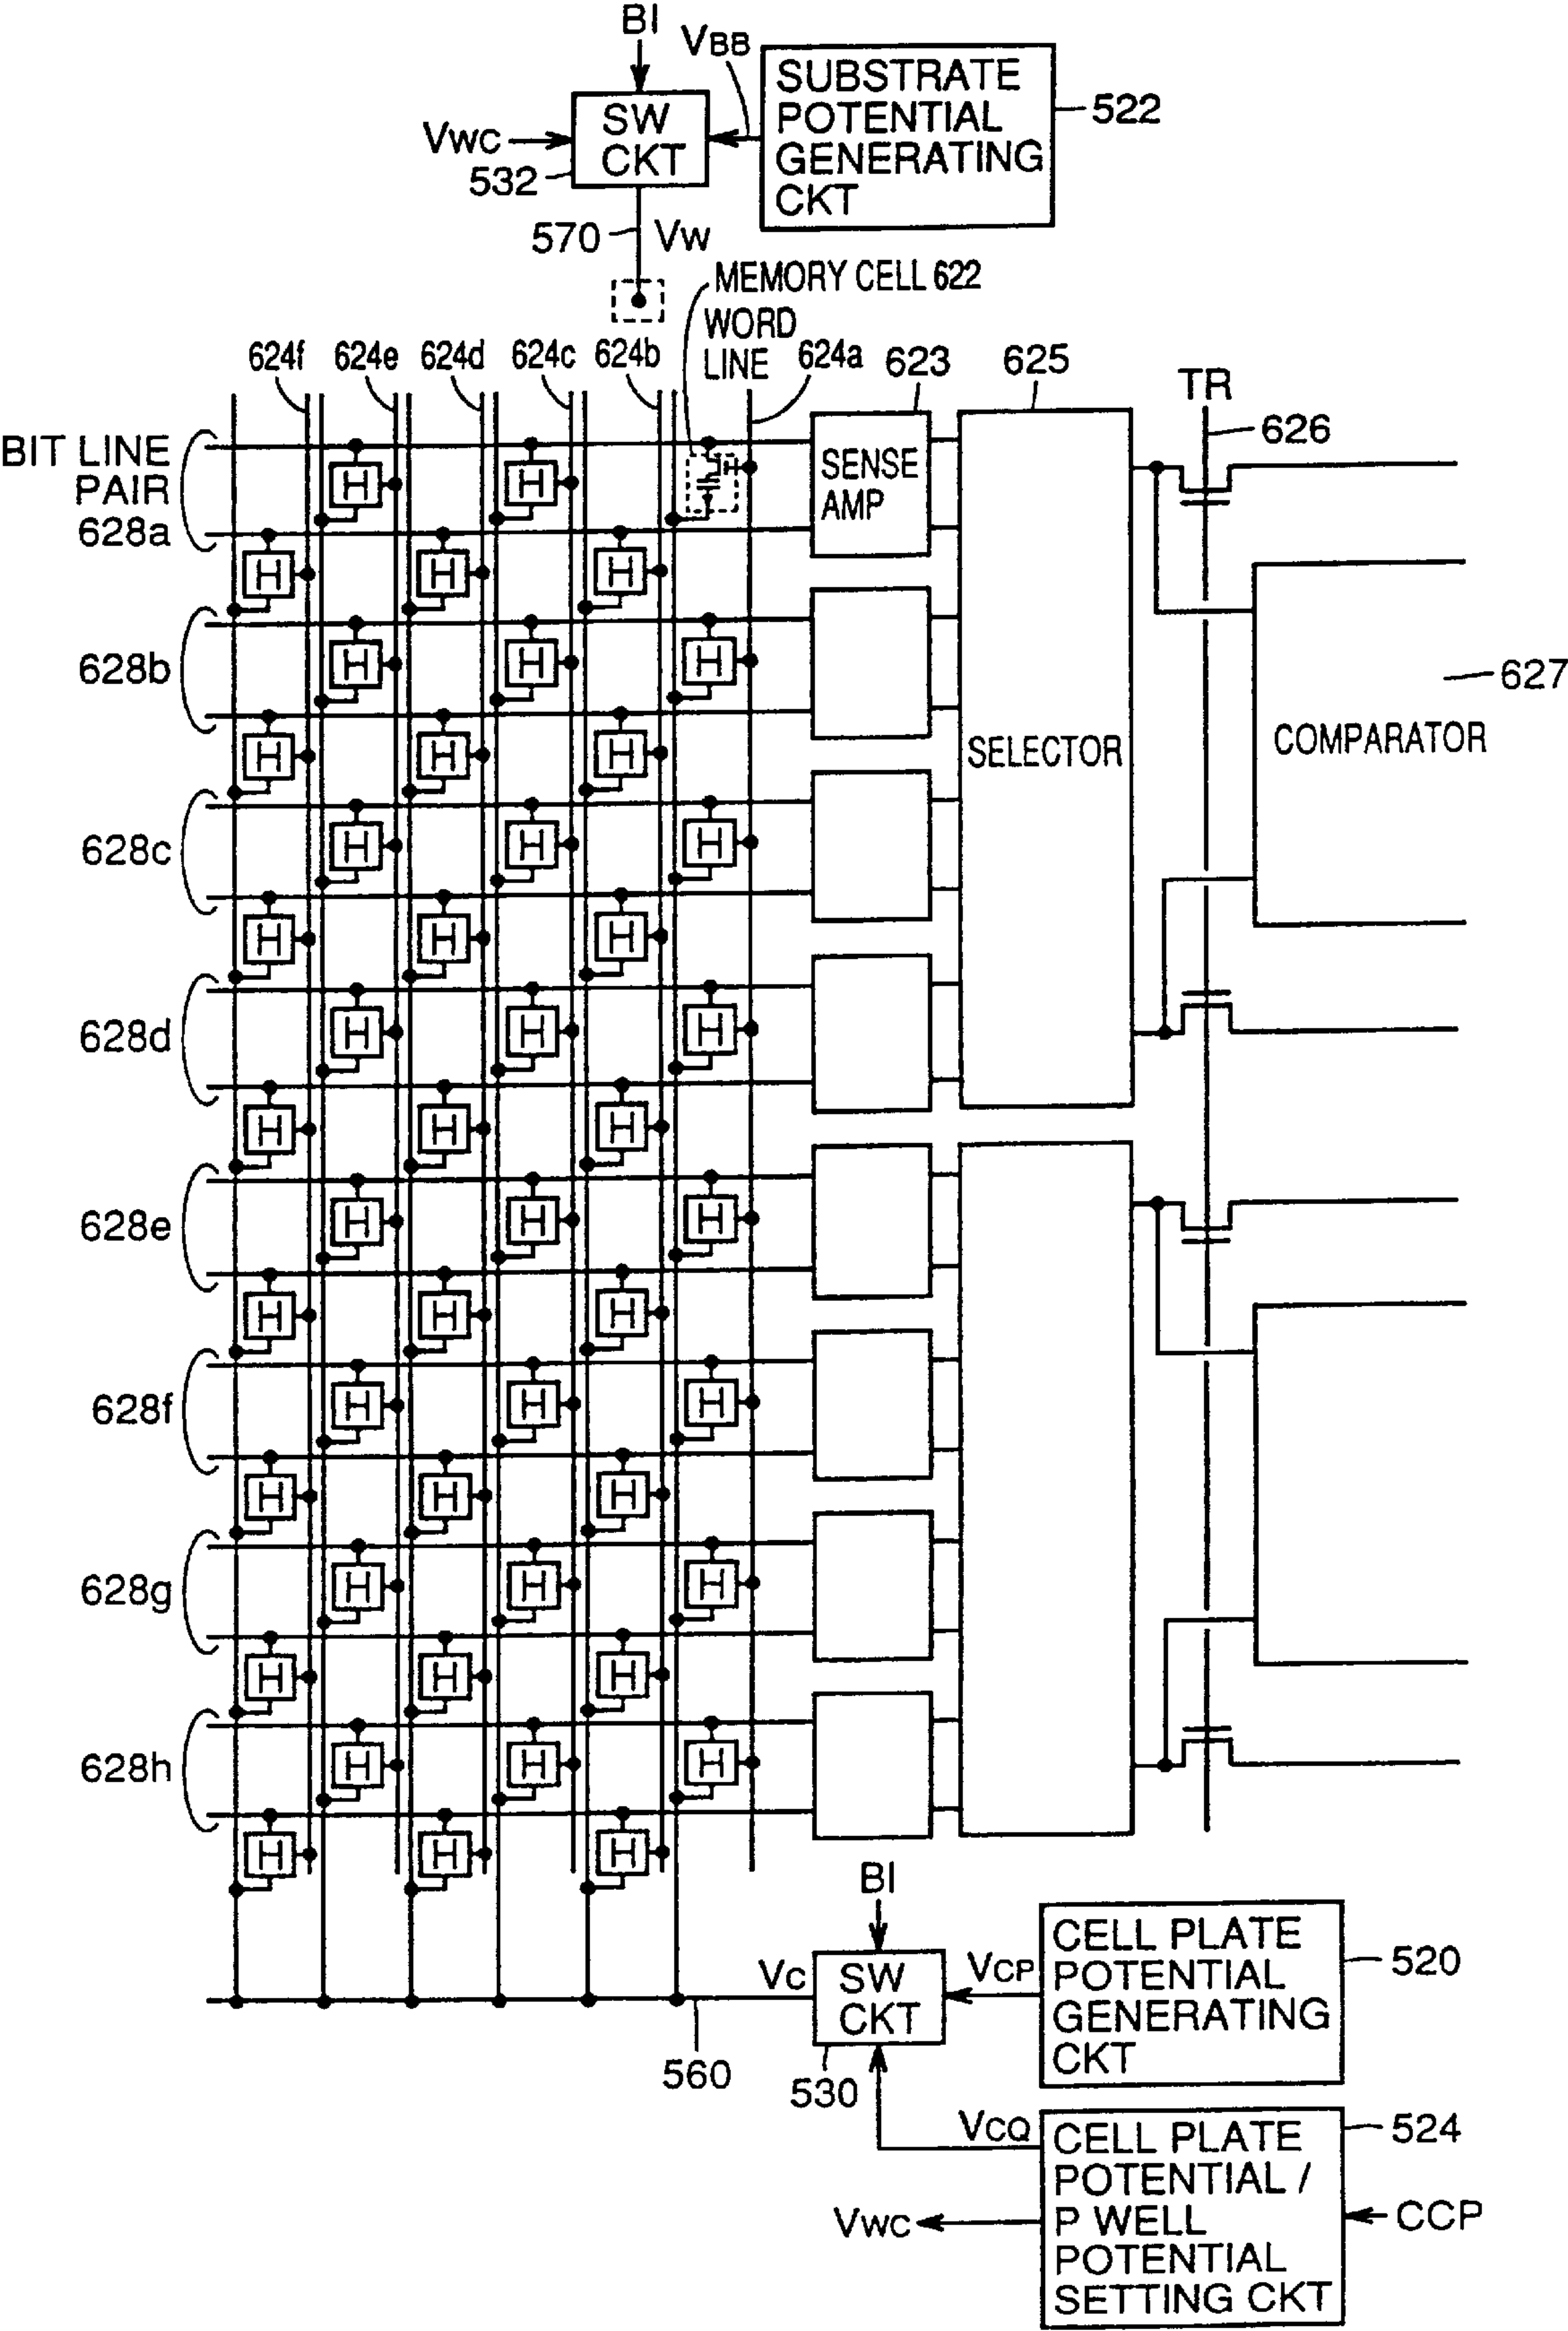 BI
VBB
SUBSTRATE
POTENTIAL
GENERATING
CKT
522
VWC
SW
CKT
532
570
VW
MEMORY CELL 622
WORD
LINE
624f
624e
624d
624c
624b
624a
623
625
TR
626
BIT LINE
PAIR
628a
SENSE
AMP
628b
627
SELECTOR
COMPARATOR
628c
628d
628e
628f
628g
628h
BI
CELL PLATE
POTENTIAL
GENERATING
CKT
520
VC
SW
CKT
VCP
560
530
VCQ
CELL PLATE
POTENTIAL /
P WELL
POTENTIAL
SETTING CKT
524
VWC
CCP